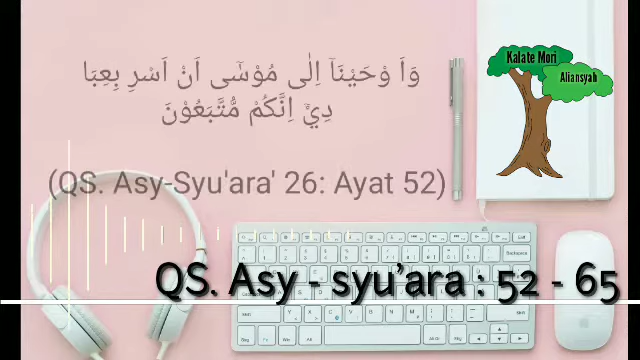 وَاَ وْحَيْنَاۤ اِلٰى مُوْسٰۤى اَنْ اَسْرِ بِعِبَا
دِيْۤ اِنَّكُمْ مُّتَّبَعُوْنَ
(QS. Asy-Syu'ara' 26: Ayat 52)
Kalate Mori
Aliansyah
QS. Asy - syu'ara : 52 - 65